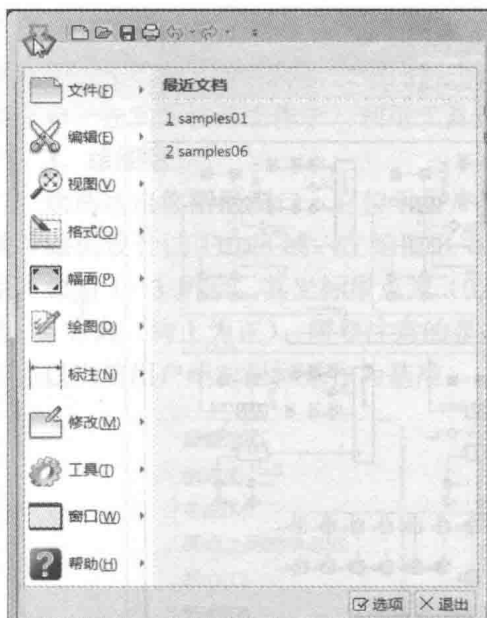 文件(F)
编辑(E)
视图(V)
格式(O)
幅面(P)
绘图(D)
标注(N)
修改(M)
工具(T)
窗口(W)
帮助(H)
最近文档
1 samples01
2 samples06
选项
退出